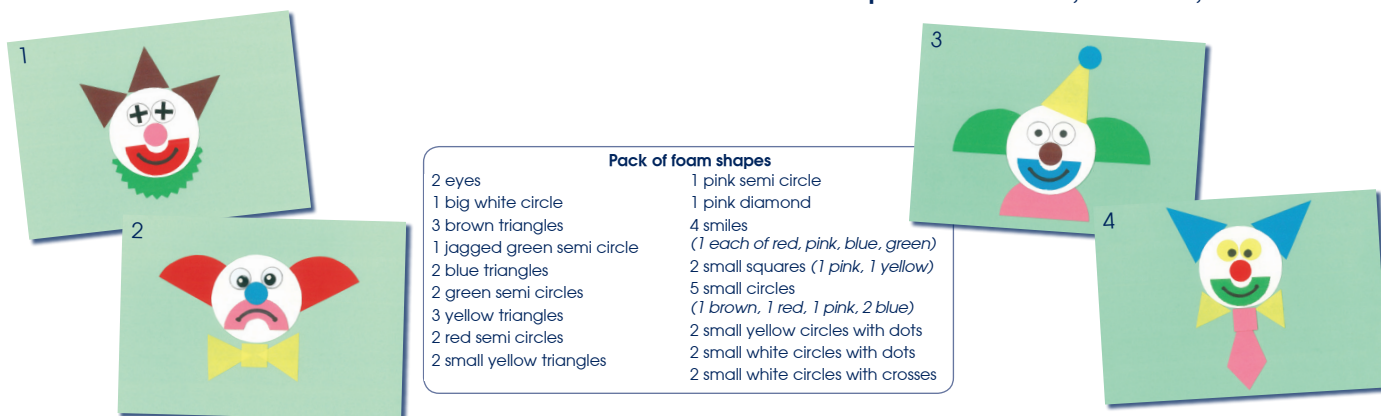 1
2
3
4
Pack of foam shapes
2 eyes
1 big white circle
3 brown triangles
1 jagged green semi circle
2 blue triangles
2 green semi circles
3 yellow triangles
2 red semi circles
2 small yellow triangles
1 pink semi circle
1 pink diamond
4 smiles
(1 each of red, pink, blue, green)
2 small squares (1 pink, 1 yellow)
5 small circles
(1 brown, 1 red, 1 pink, 2 blue)
2 small yellow circles with dots
2 small white circles with dots
2 small white circles with crosses